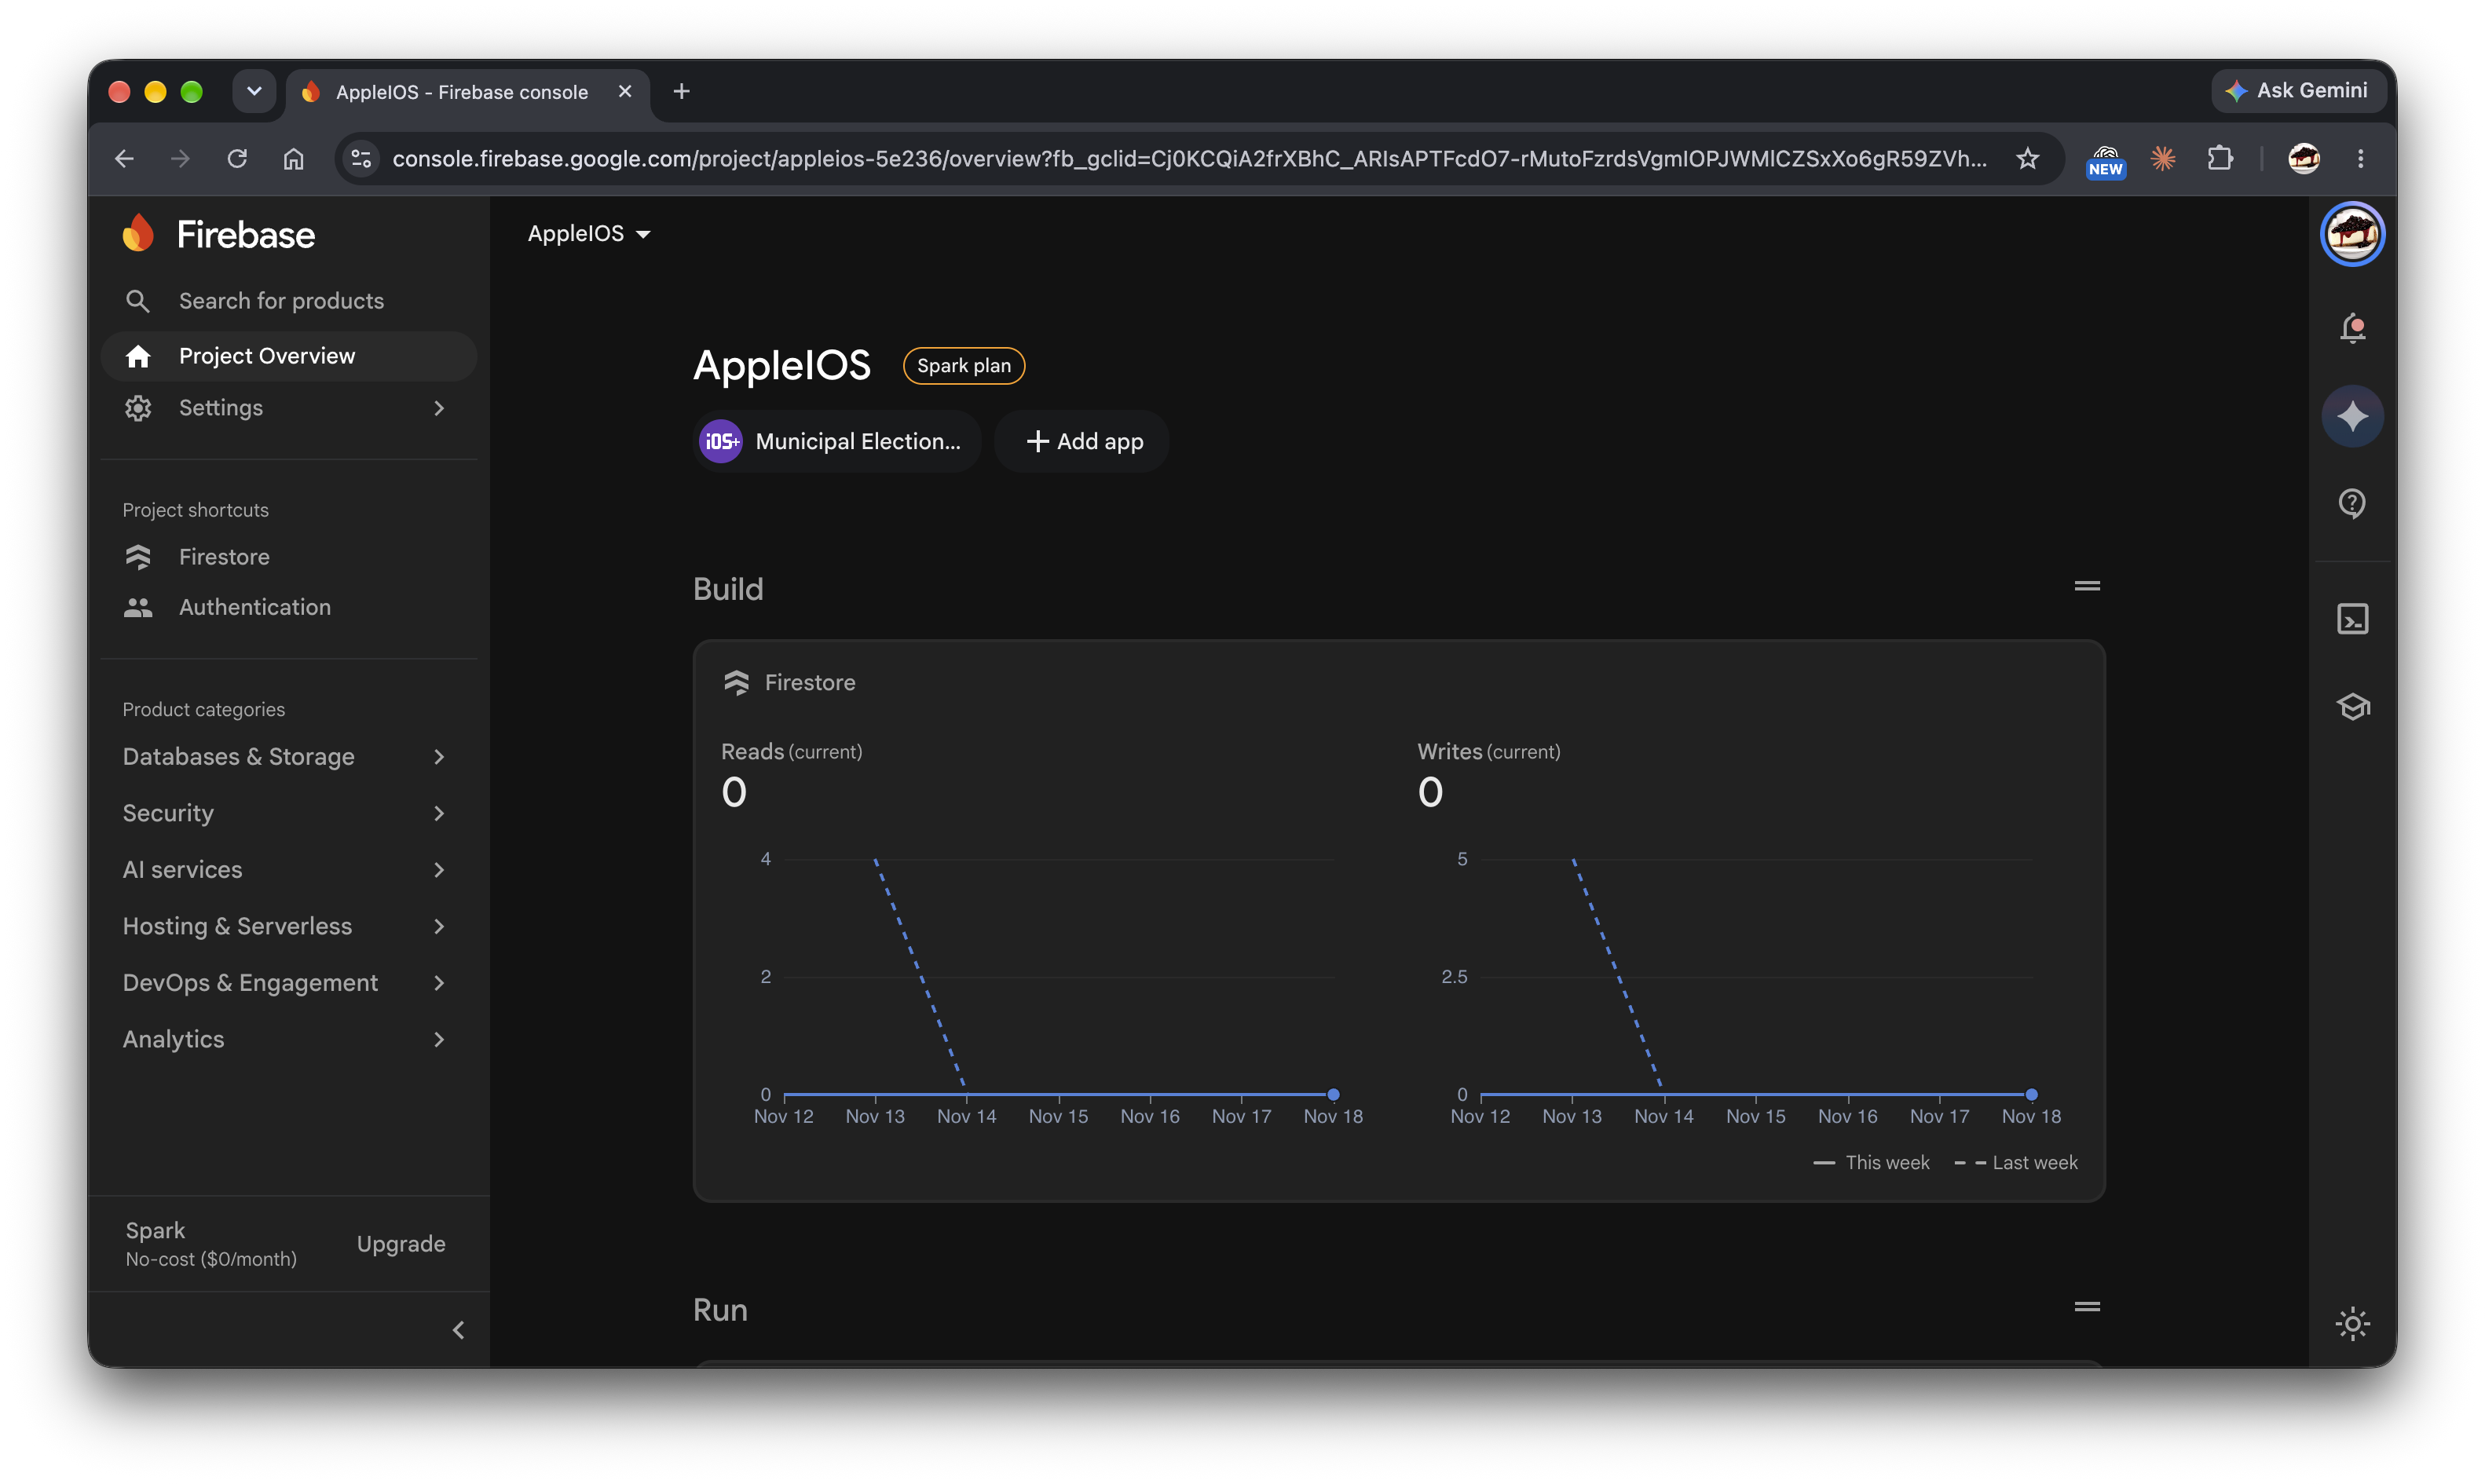 AppleIOS - Firebase console
Ask Gemini
console.firebase.google.com/project/appleios-5e236/overview?fb_gclid=Cj0KCQiA2frXBhC_ARIsAPTFcdO7-rMutoFzrdsVgmIOPJWMlCZSxXo6gR59ZVh...
NEW
Firebase
Search for products
Project Overview
Settings
Project shortcuts
Firestore
Authentication
Product categories
Databases & Storage
Security
AI services
Hosting & Serverless
DevOps & Engagement
Analytics
Spark
No-cost ($0/month)
Upgrade
AppleIOS
AppleIOS
Spark plan
iOS+ Municipal Election...
+ Add app
Build
Firestore
Reads (current)
0
4
2
0
Nov 12 Nov 13 Nov 14 Nov 15 Nov 16 Nov 17 Nov 18
Writes (current)
0
5
2.5
0
Nov 12 Nov 13 Nov 14 Nov 15 Nov 16 Nov 17 Nov 18
This week Last week
Run